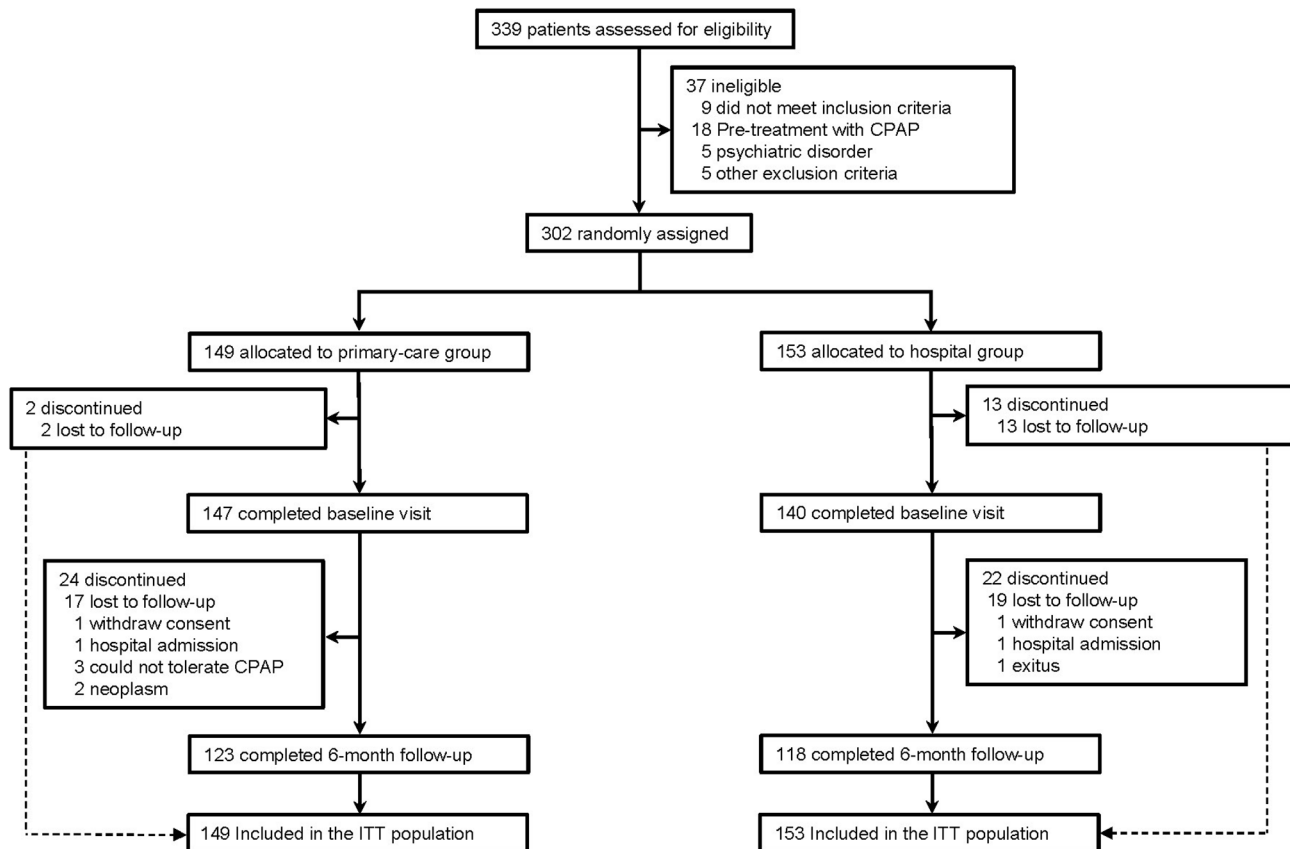 339 patients assessed for eligibility
37 ineligible
9 did not meet inclusion criteria
18 Pre-treatment with CPAP
5 psychiatric disorder
5 other exclusion criteria
302 randomly assigned
149 allocated to primary-care group
153 allocated to hospital group
2 discontinued
2 lost to follow-up
13 discontinued
13 lost to follow-up
147 completed baseline visit
140 completed baseline visit
24 discontinued
17 lost to follow-up
1 withdraw consent
1 hospital admission
3 could not tolerate CPAP
2 neoplasm
22 discontinued
19 lost to follow-up
1 withdraw consent
1 hospital admission
1 exitus
123 completed 6-month follow-up
118 completed 6-month follow-up
149 Included in the ITT population
153 Included in the ITT population